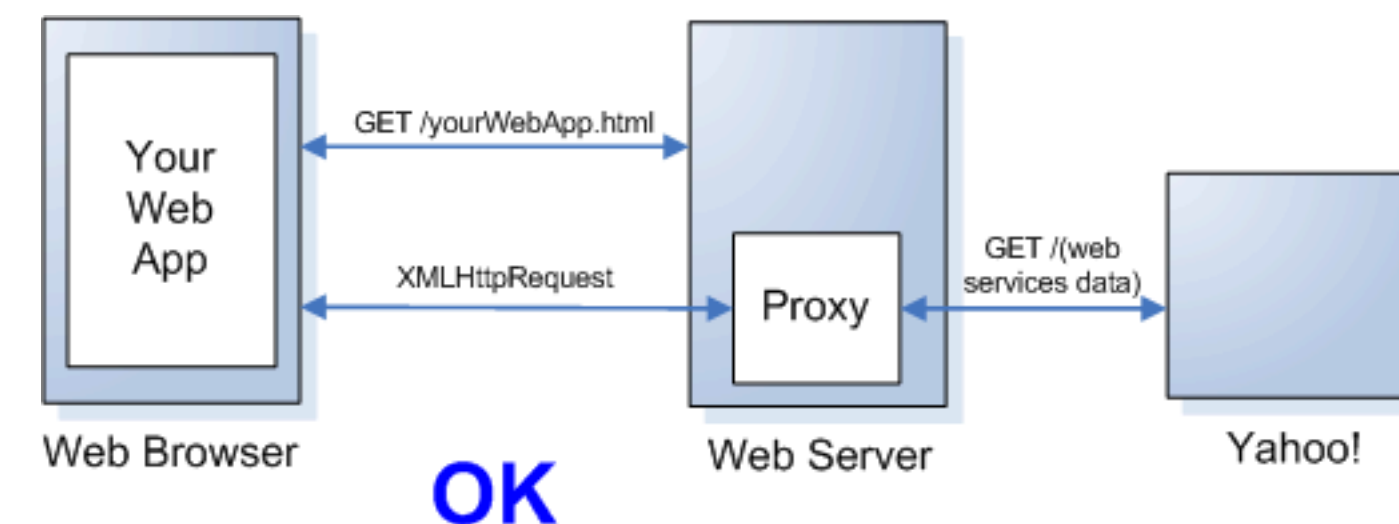 Your
Web
App
GET /yourWebApp.html
XMLHttpRequest
Proxy
GET /(web
services data)
Web Browser
Web Server
Yahoo!
OK